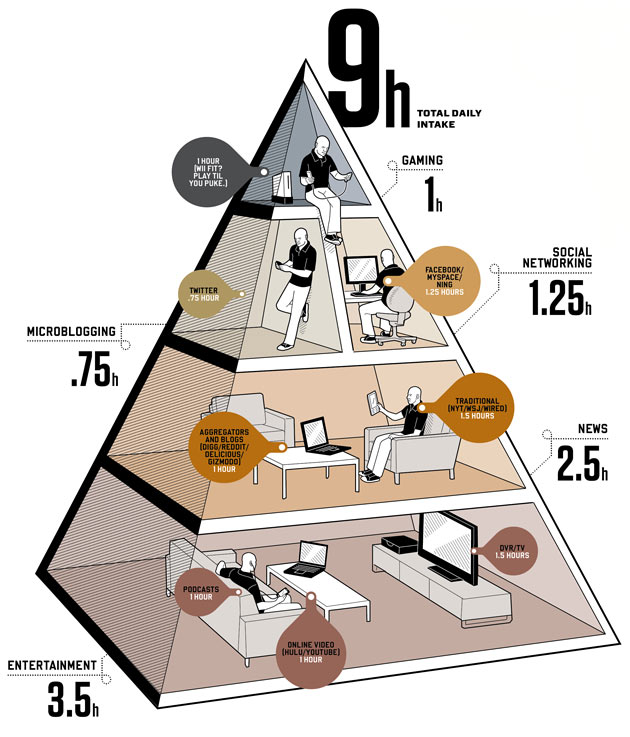 9h
TOTAL DAILY
INTAKE
1 HOUR
(WII FIT?
PLAY TIL
YOU PUKE.)
GAMING
1h
SOCIAL
NETWORKING
1.25h
FACEBOOK/
MYSPACE/
NING
1.25 HOURS
TWITTER
.75 HOUR
MICROBLOGGING
.75h
TRADITIONAL
(NYT/WSJ/WIRED)
1.5 HOURS
AGGREGATORS
AND BLOGS
(DIGG/REDDIT/
DELICIOUS/
GIZMODO)
1 HOUR
NEWS
2.5h
DVR/TV
1.5 HOURS
PODCASTS
1 HOUR
ONLINE VIDEO
(HULU/YOUTUBE)
1 HOUR
ENTERTAINMENT
3.5h